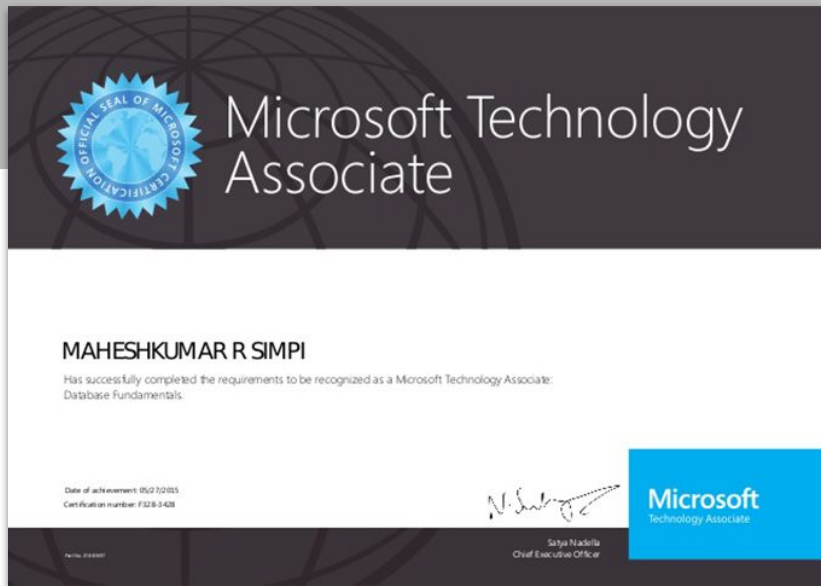 OFFICIAL SEAL OF MICROSOFT CERTIFICATION
Microsoft Technology
Associate
MAHESHKUMAR R SIMPI
Has successfully completed the requirements to be recognized as a Microsoft Technology Associate:
Database Fundamentals.
Date of achievement: 05/27/2015
Certification number: F328-3428
Microsoft
Technology Associate
Satya Nadella
Chief Executive Officer
Part No.